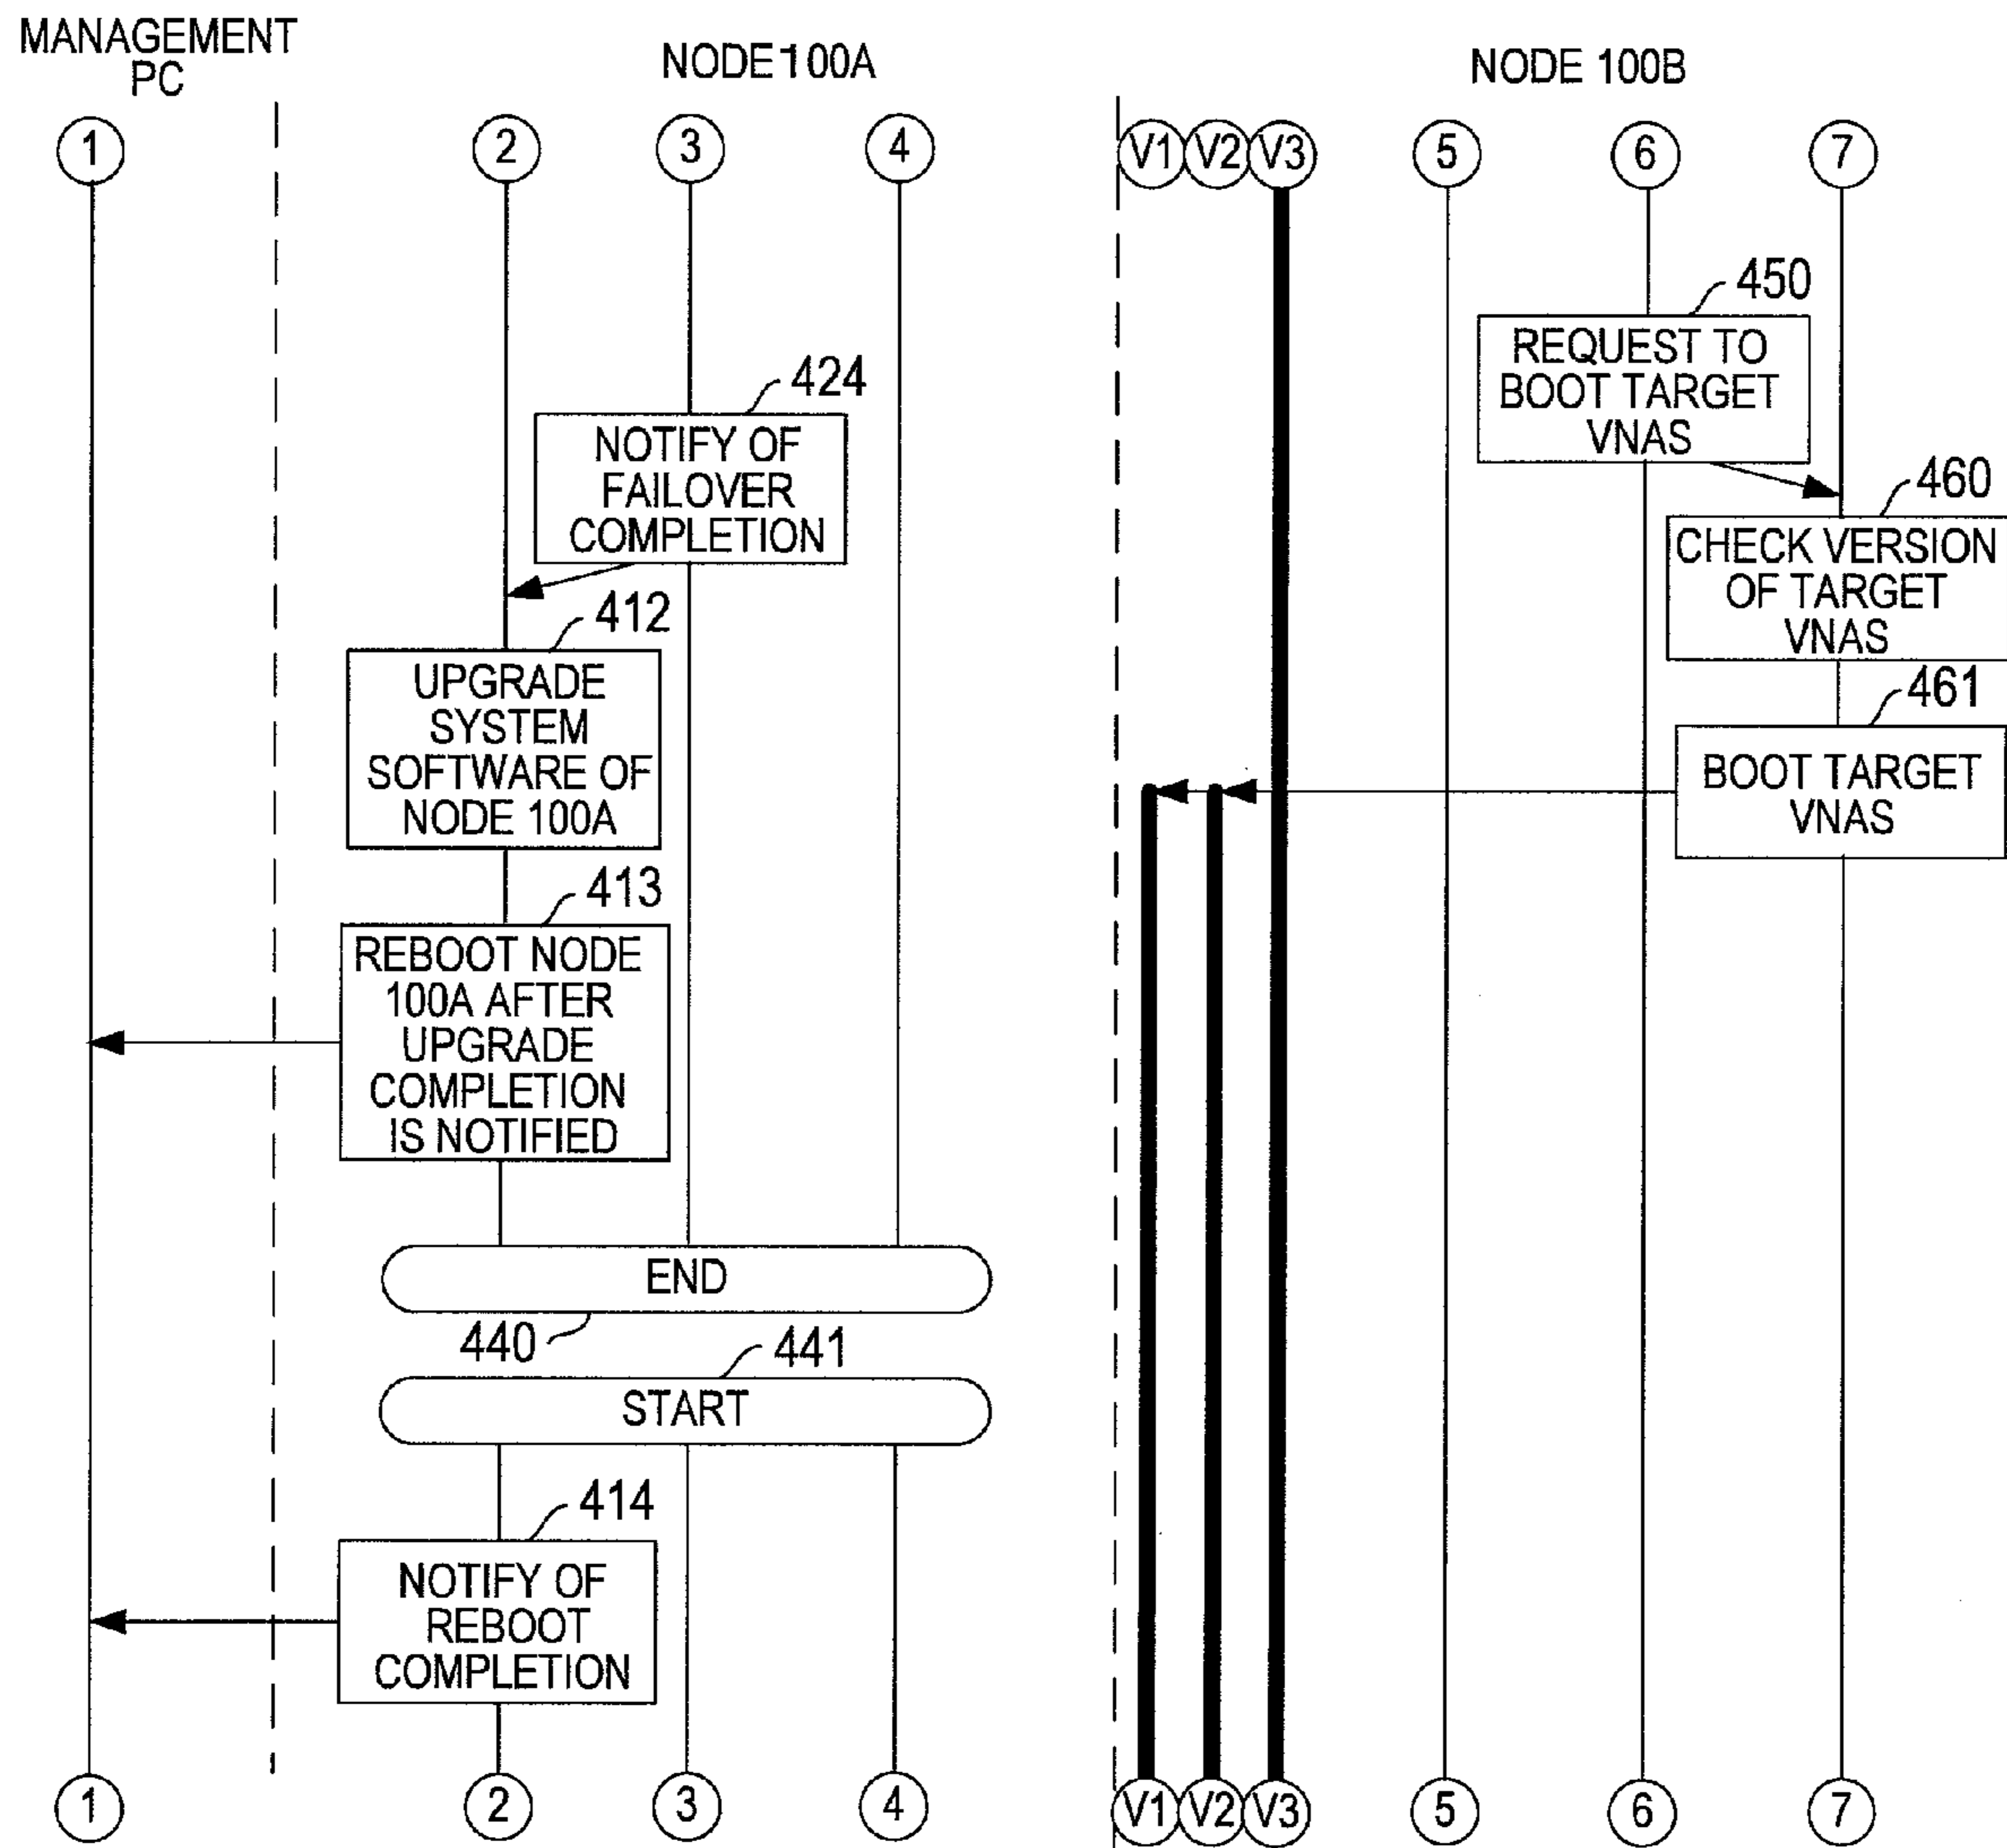 MANAGEMENT
PC
NODE 100A
NODE 100B
1
2
3
4
V1
V2
V3
5
6
7
450
REQUEST TO
BOOT TARGET
VNAS
424
NOTIFY OF
FAILOVER
COMPLETION
460
CHECK VERSION
OF TARGET
VNAS
412
UPGRADE
SYSTEM
SOFTWARE OF
NODE 100A
461
BOOT TARGET
VNAS
413
REBOOT NODE
100A AFTER
UPGRADE
COMPLETION
IS NOTIFIED
END
440
441
START
414
NOTIFY OF
REBOOT
COMPLETION
1
2
3
4
V1
V2
V3
5
6
7